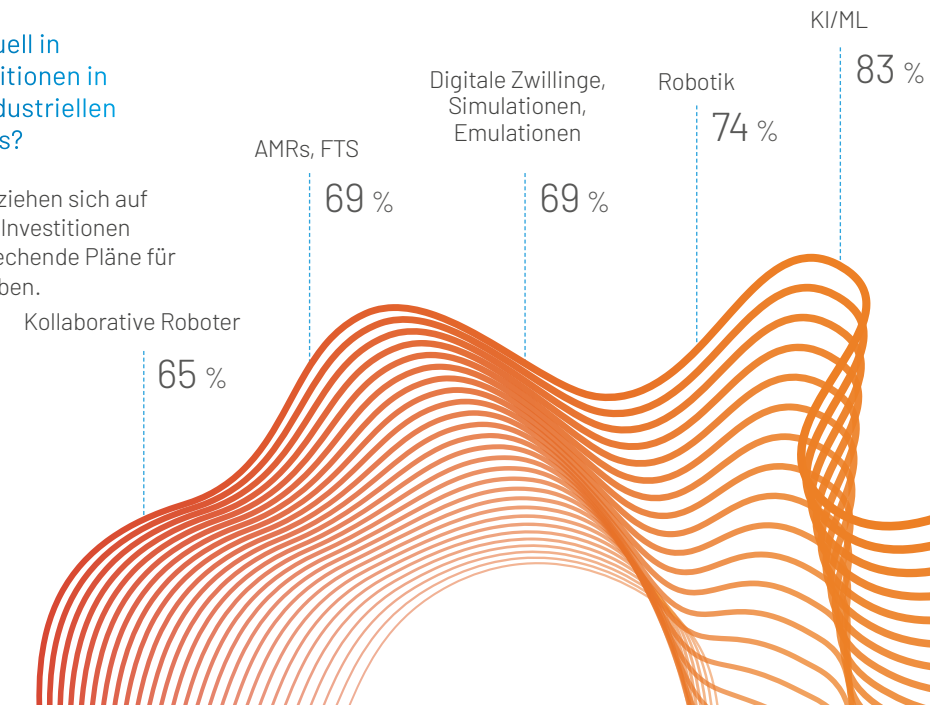 uell in
itionen in
dustriellen
s?
ziehen sich auf
Investitionen
echende Pläne für
ben.
Kollaborative Roboter
65 %
AMRs, FTS
69 %
Digitale Zwillinge,
Simulationen,
Emulationen
69 %
Robotik
74 %
KI/ML
83 %